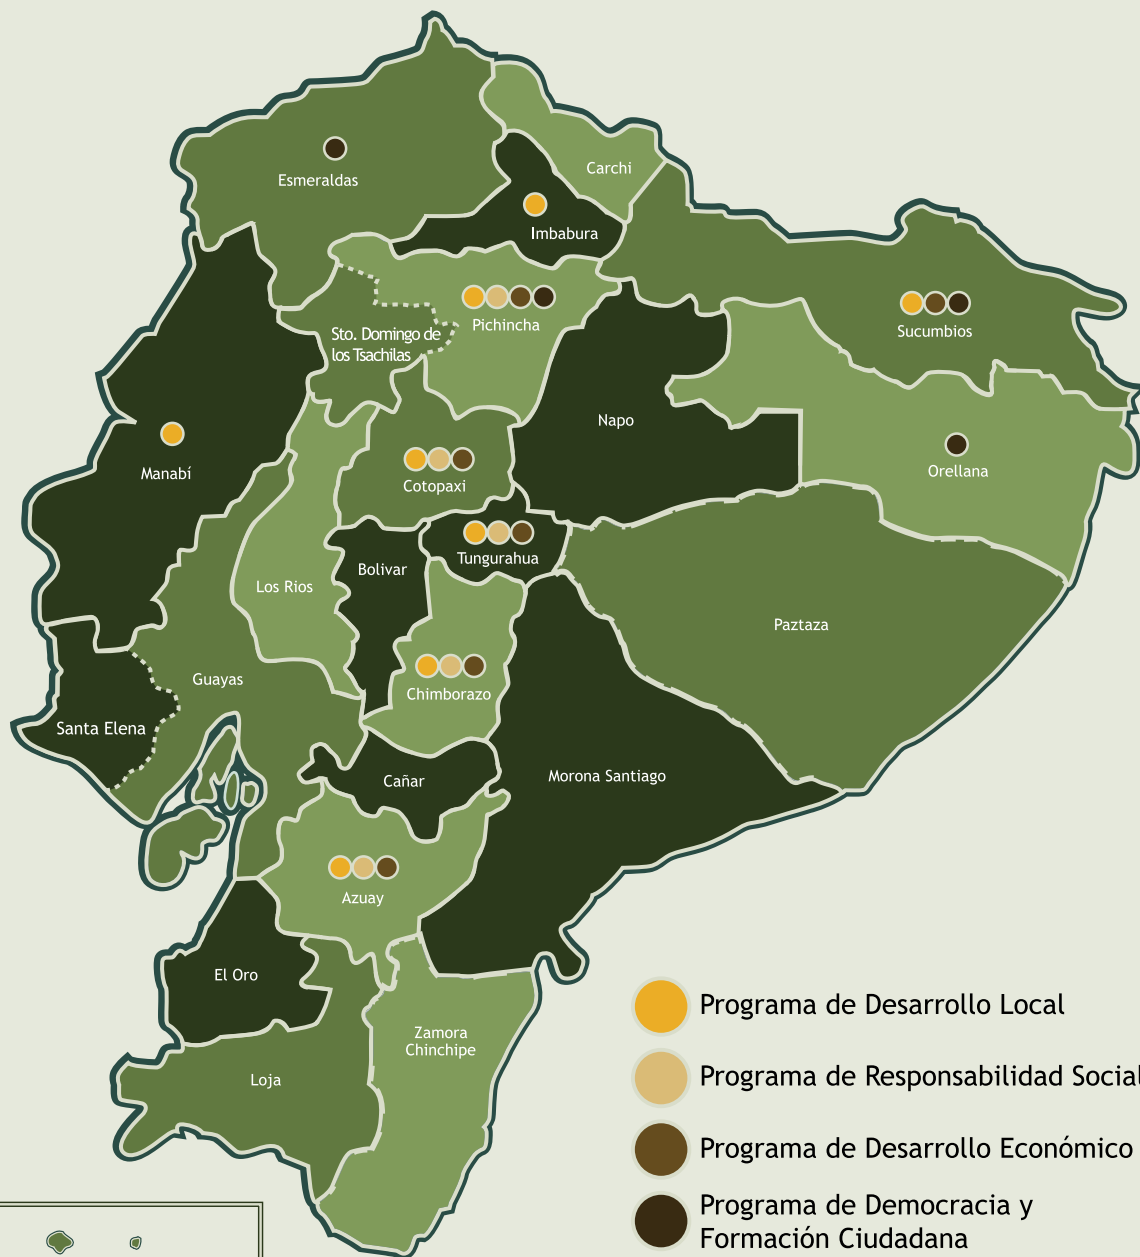 Carchi
Esmeraldas
Imbabura
Pichincha
Sucumbios
Sto. Domingo de
los Tsachilas
Napo
Manabí
Orellana
Cotopaxi
Tungurahua
Bolivar
Los Rios
Paztaza
Guayas
Chimborazo
Santa Elena
Morona Santiago
Cañar
Azuay
El Oro
Zamora
Chinchipe
Loja
Programa de Desarrollo Local
Programa de Responsabilidad Social
Programa de Desarrollo Económico
Programa de Democracia y
Formación Ciudadana